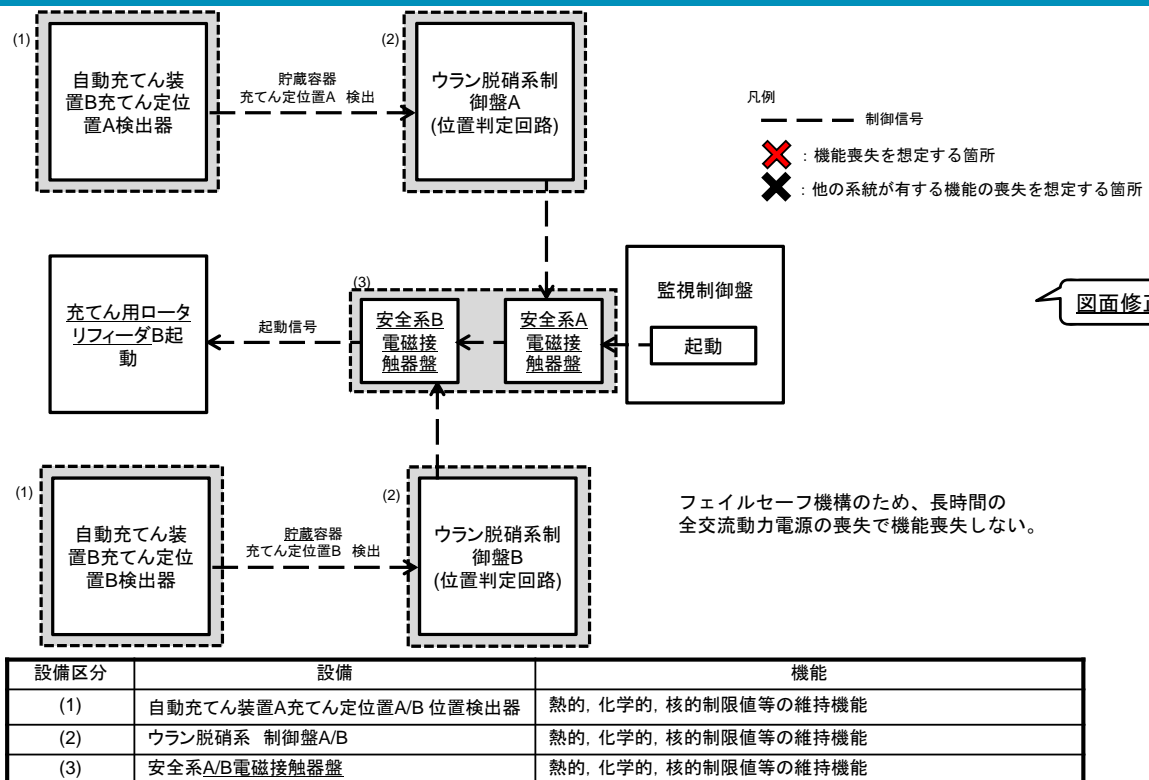 (1)
自動充てん装
置B充てん定位
置A検出器
貯蔵容器
充てん定位置A 検出
(2)
ウラン脱硝系制
御盤A
(位置判定回路)
凡例
制御信号
：機能喪失を想定する箇所
：他の系統が有する機能の喪失を想定する箇所
充てん用ロータ
リフィーダB起
動
起動信号
(3)
安全系B
電磁接
触器盤
安全系A
電磁接
触器盤
監視制御盤
起動
図面修正
(1)
自動充てん装
置B充てん定位
置B検出器
貯蔵容器
充てん定位置B 検出
(2)
ウラン脱硝系制
御盤B
(位置判定回路)
フェイルセーフ機構のため、長時間の
全交流動力電源の喪失で機能喪失しない。
設備区分 設備 機能
(1) 自動充てん装置A充てん定位置A/B 位置検出器 熱的, 化学的, 核的制限値等の維持機能
(2) ウラン脱硝系 制御盤A/B 熱的, 化学的, 核的制限値等の維持機能
(3) 安全系A/B電磁接触器盤 熱的, 化学的, 核的制限値等の維持機能